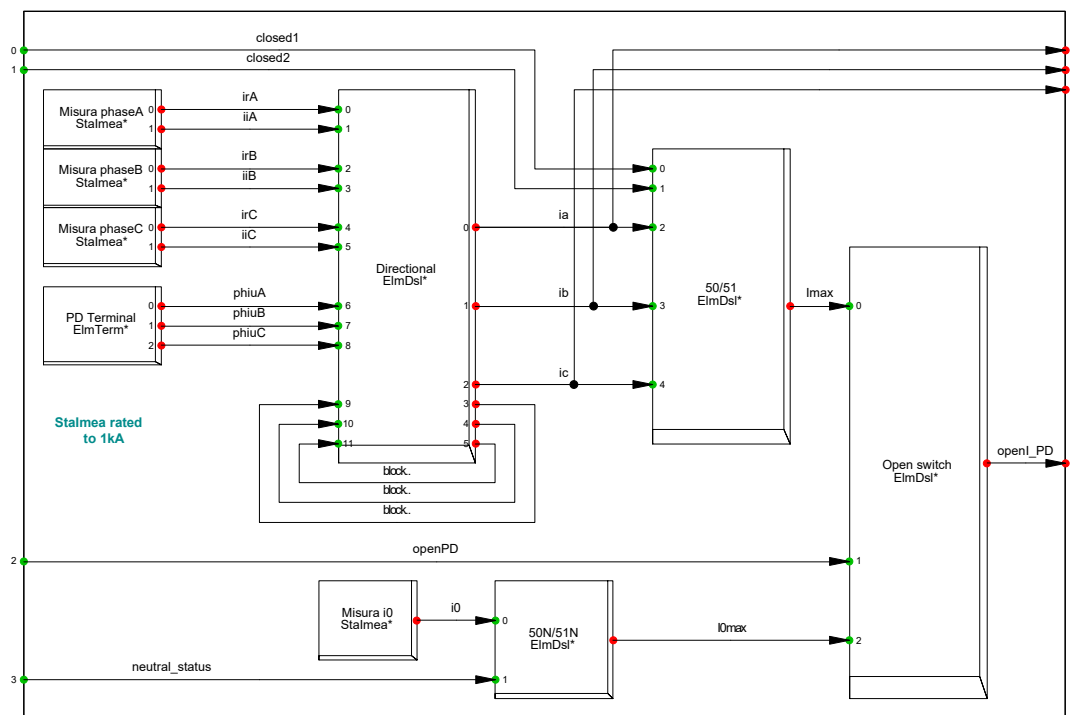 closed1
0
closed2
1
Misura phaseA
StaImea*
0
1
irA
iiA
0
1
Misura phaseB
StaImea*
0
1
irB
iiB
2
3
Misura phaseC
StaImea*
0
1
irC
iiC
4
5
PD Terminal
ElmTerm*
0
1
2
phiuA
phiuB
phiuC
6
7
8
9
10
11
Directional
ElmDsl*
0
1
2
3
4
5
block..
block..
block..
StaImea rated
to 1kA
ia
ib
ic
0
1
2
3
4
50/51
ElmDsl*
Imax
0
1
2
Open switch
ElmDsl*
openI_PD
2
openPD
Misura i0
StaImea*
i0
0
1
50N/51N
ElmDsl*
I0max
3
neutral_status